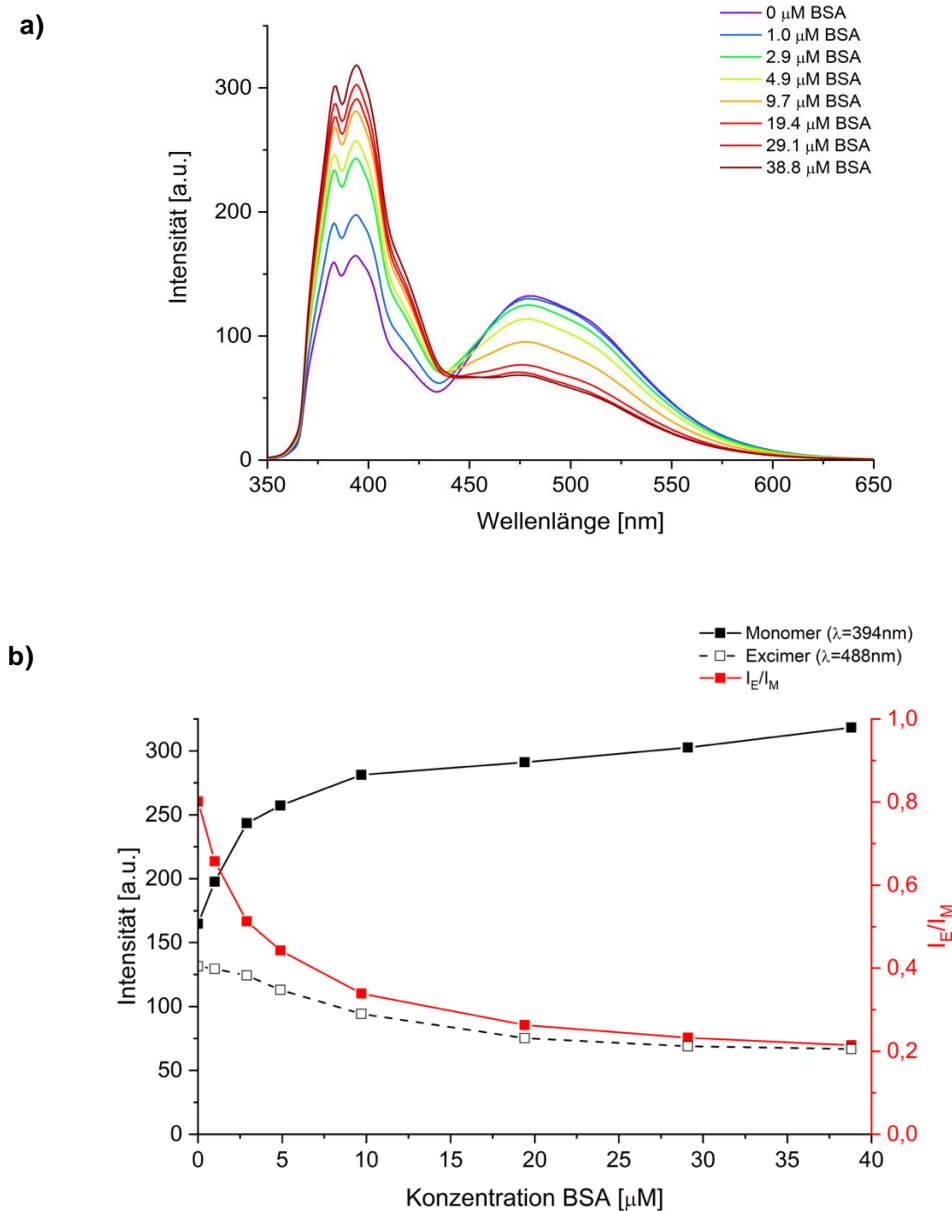 a)
0 μM BSA
1.0 μM BSA
2.9 μM BSA
4.9 μM BSA
9.7 μM BSA
19.4 μM BSA
29.1 μM BSA
38.8 μM BSA
Intensität [a.u.]
300
200
100
0
350 400 450 500 550 600 650
Wellenlänge [nm]
b)
Monomer (λ=394nm)
Excimer (λ=488nm)
I_E/I_M
Intensität [a.u.]
300
250
200
150
100
50
0
1,0
0,8
0,6
0,4
0,2
0,0
I_E/I_M
0 5 10 15 20 25 30 35 40
Konzentration BSA [μM]